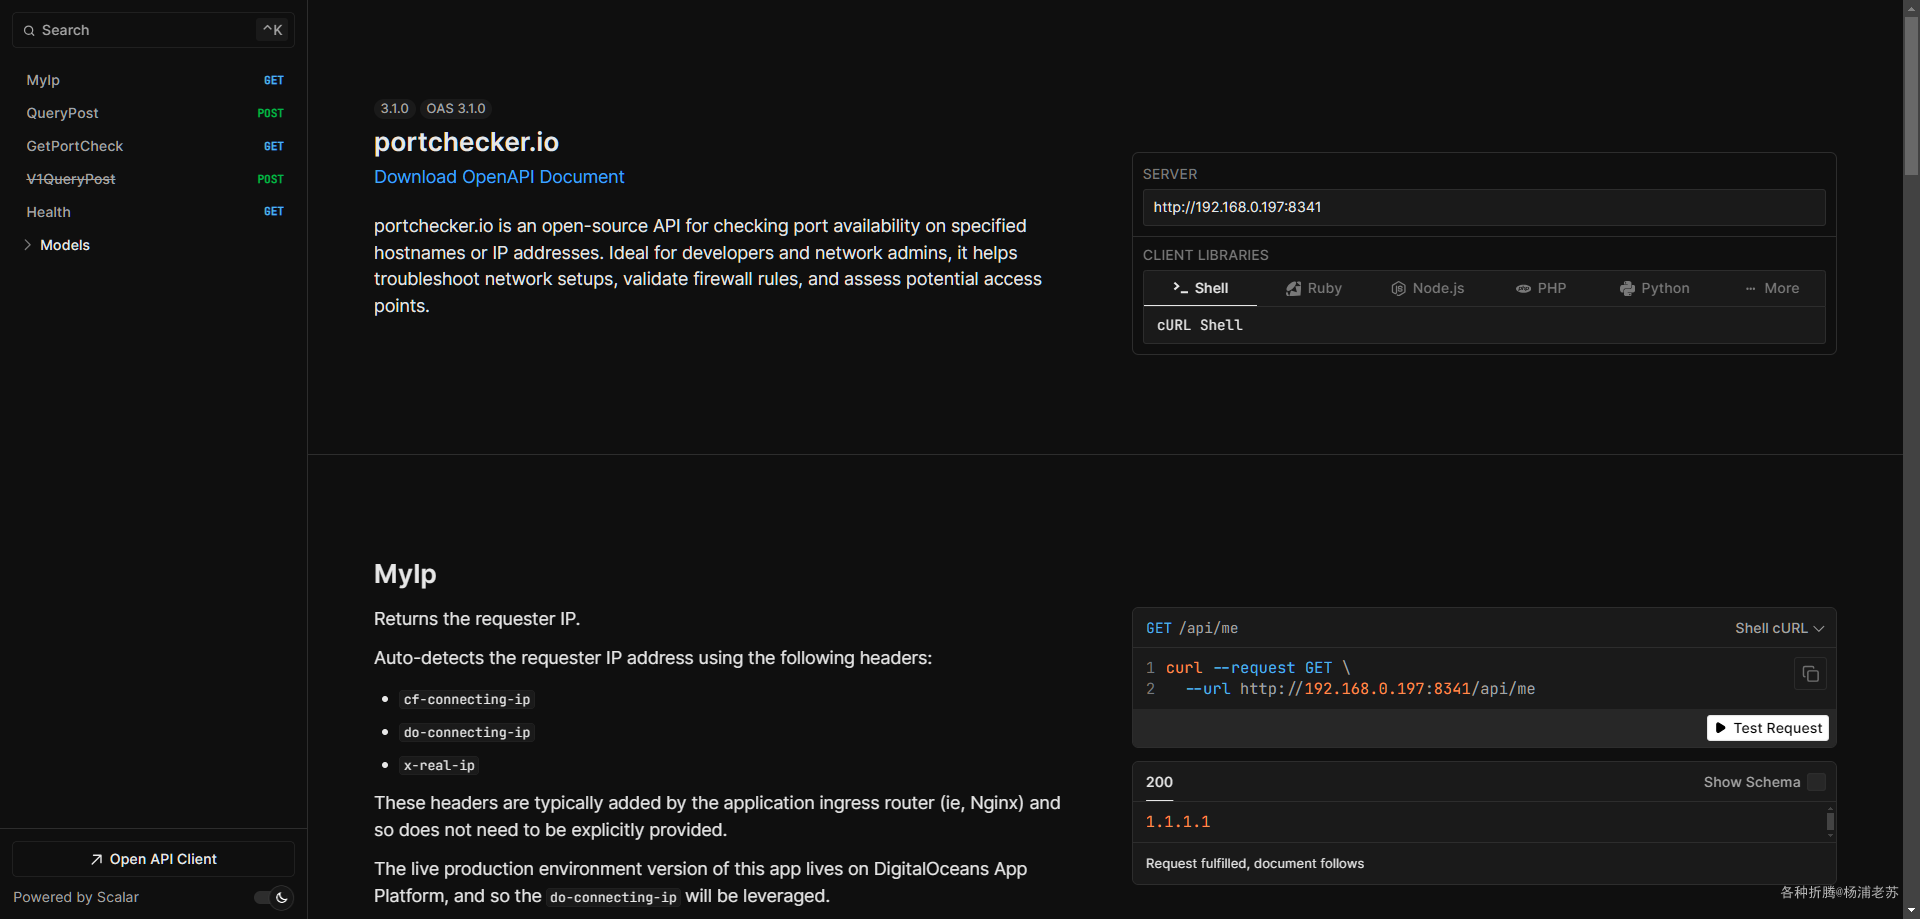 Search
^K
MyIp GET
QueryPost POST
GetPortCheck GET
V1QueryPost POST
Health GET
Models
Open API Client
Powered by Scalar
3.1.0 OAS 3.1.0
portchecker.io
Download OpenAPI Document
portchecker.io is an open-source API for checking port availability on specified
hostnames or IP addresses. Ideal for developers and network admins, it helps
troubleshoot network setups, validate firewall rules, and assess potential access
points.
SERVER
http://192.168.0.197:8341
CLIENT LIBRARIES
Shell Ruby Node.js PHP Python ··· More
cURL Shell
MyIp
Returns the requester IP.
Auto-detects the requester IP address using the following headers:
• cf-connecting-ip
• do-connecting-ip
• x-real-ip
These headers are typically added by the application ingress router (ie, Nginx) and
so does not need to be explicitly provided.
The live production environment version of this app lives on DigitalOceans App
Platform, and so the do-connecting-ip will be leveraged.
GET /api/me Shell cURL
1 curl --request GET \
2 --url http://192.168.0.197:8341/api/me
Test Request
200 Show Schema
1.1.1.1
Request fulfilled, document follows
各种折腾@杨浦老苏